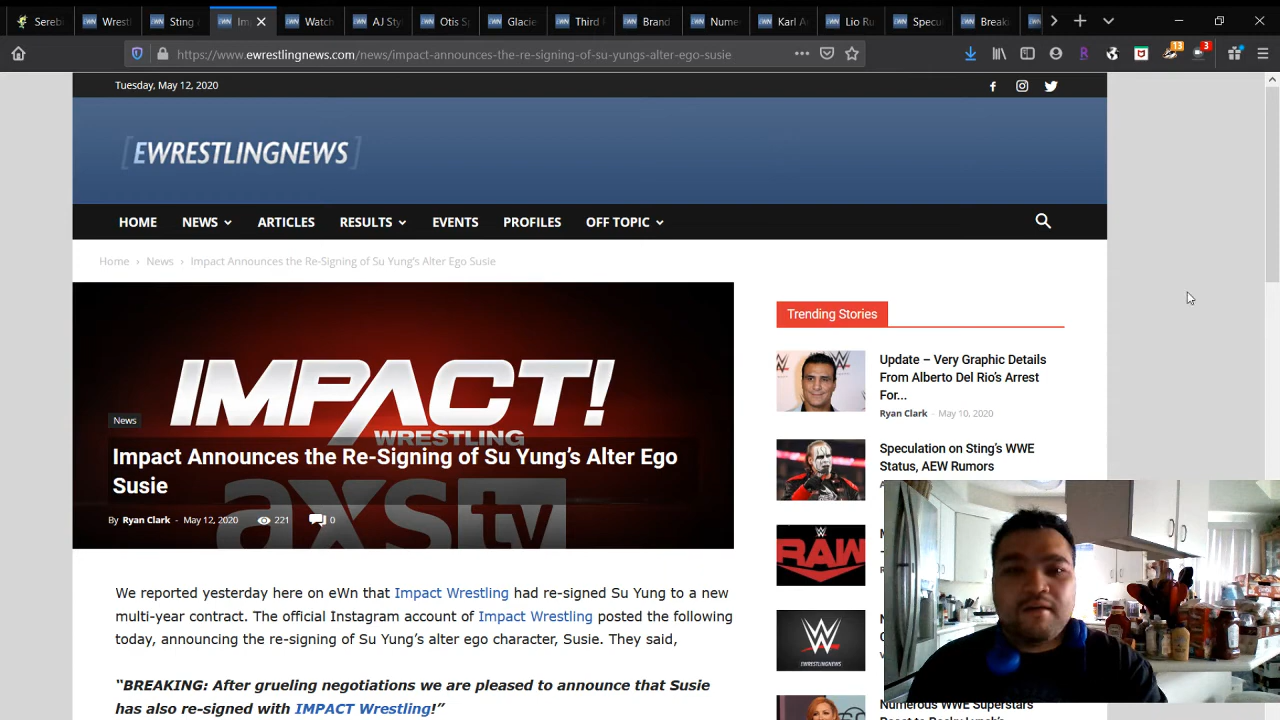 Sereb
Wrestl
Sting
Im
Watch
AJ Sty
Otis S
Glacie
Third
Brand
Nume
Karl A
Lio Ru
Specu
Break
https://www.ewrestlingnews.com/news/impact-announces-the-re-signing-of-su-yungs-alter-ego-susie
13
3
Tuesday, May 12, 2020
[EWRESTLINGNEWS]
HOME NEWS ARTICLES RESULTS EVENTS PROFILES OFF TOPIC
Home › News › Impact Announces the Re-Signing of Su Yung's Alter Ego Susie
IMPACT!
WRESTLING
axs tv
News
Impact Announces the Re-Signing of Su Yung's Alter Ego
Susie
By Ryan Clark - May 12, 2020 221 0
We reported yesterday here on eWn that Impact Wrestling had re-signed Su Yung to a new
multi-year contract. The official Instagram account of Impact Wrestling posted the following
today, announcing the re-signing of Su Yung's alter ego character, Susie. They said,
"BREAKING: After grueling negotiations we are pleased to announce that Susie
has also re-signed with IMPACT Wrestling!"
Trending Stories
Update – Very Graphic Details
From Alberto Del Rio's Arrest
For...
Ryan Clark - May 10, 2020
Speculation on Sting's WWE
Status, AEW Rumors
RAW
EWRESTLINGNEWS
Numerous WWE Superstars